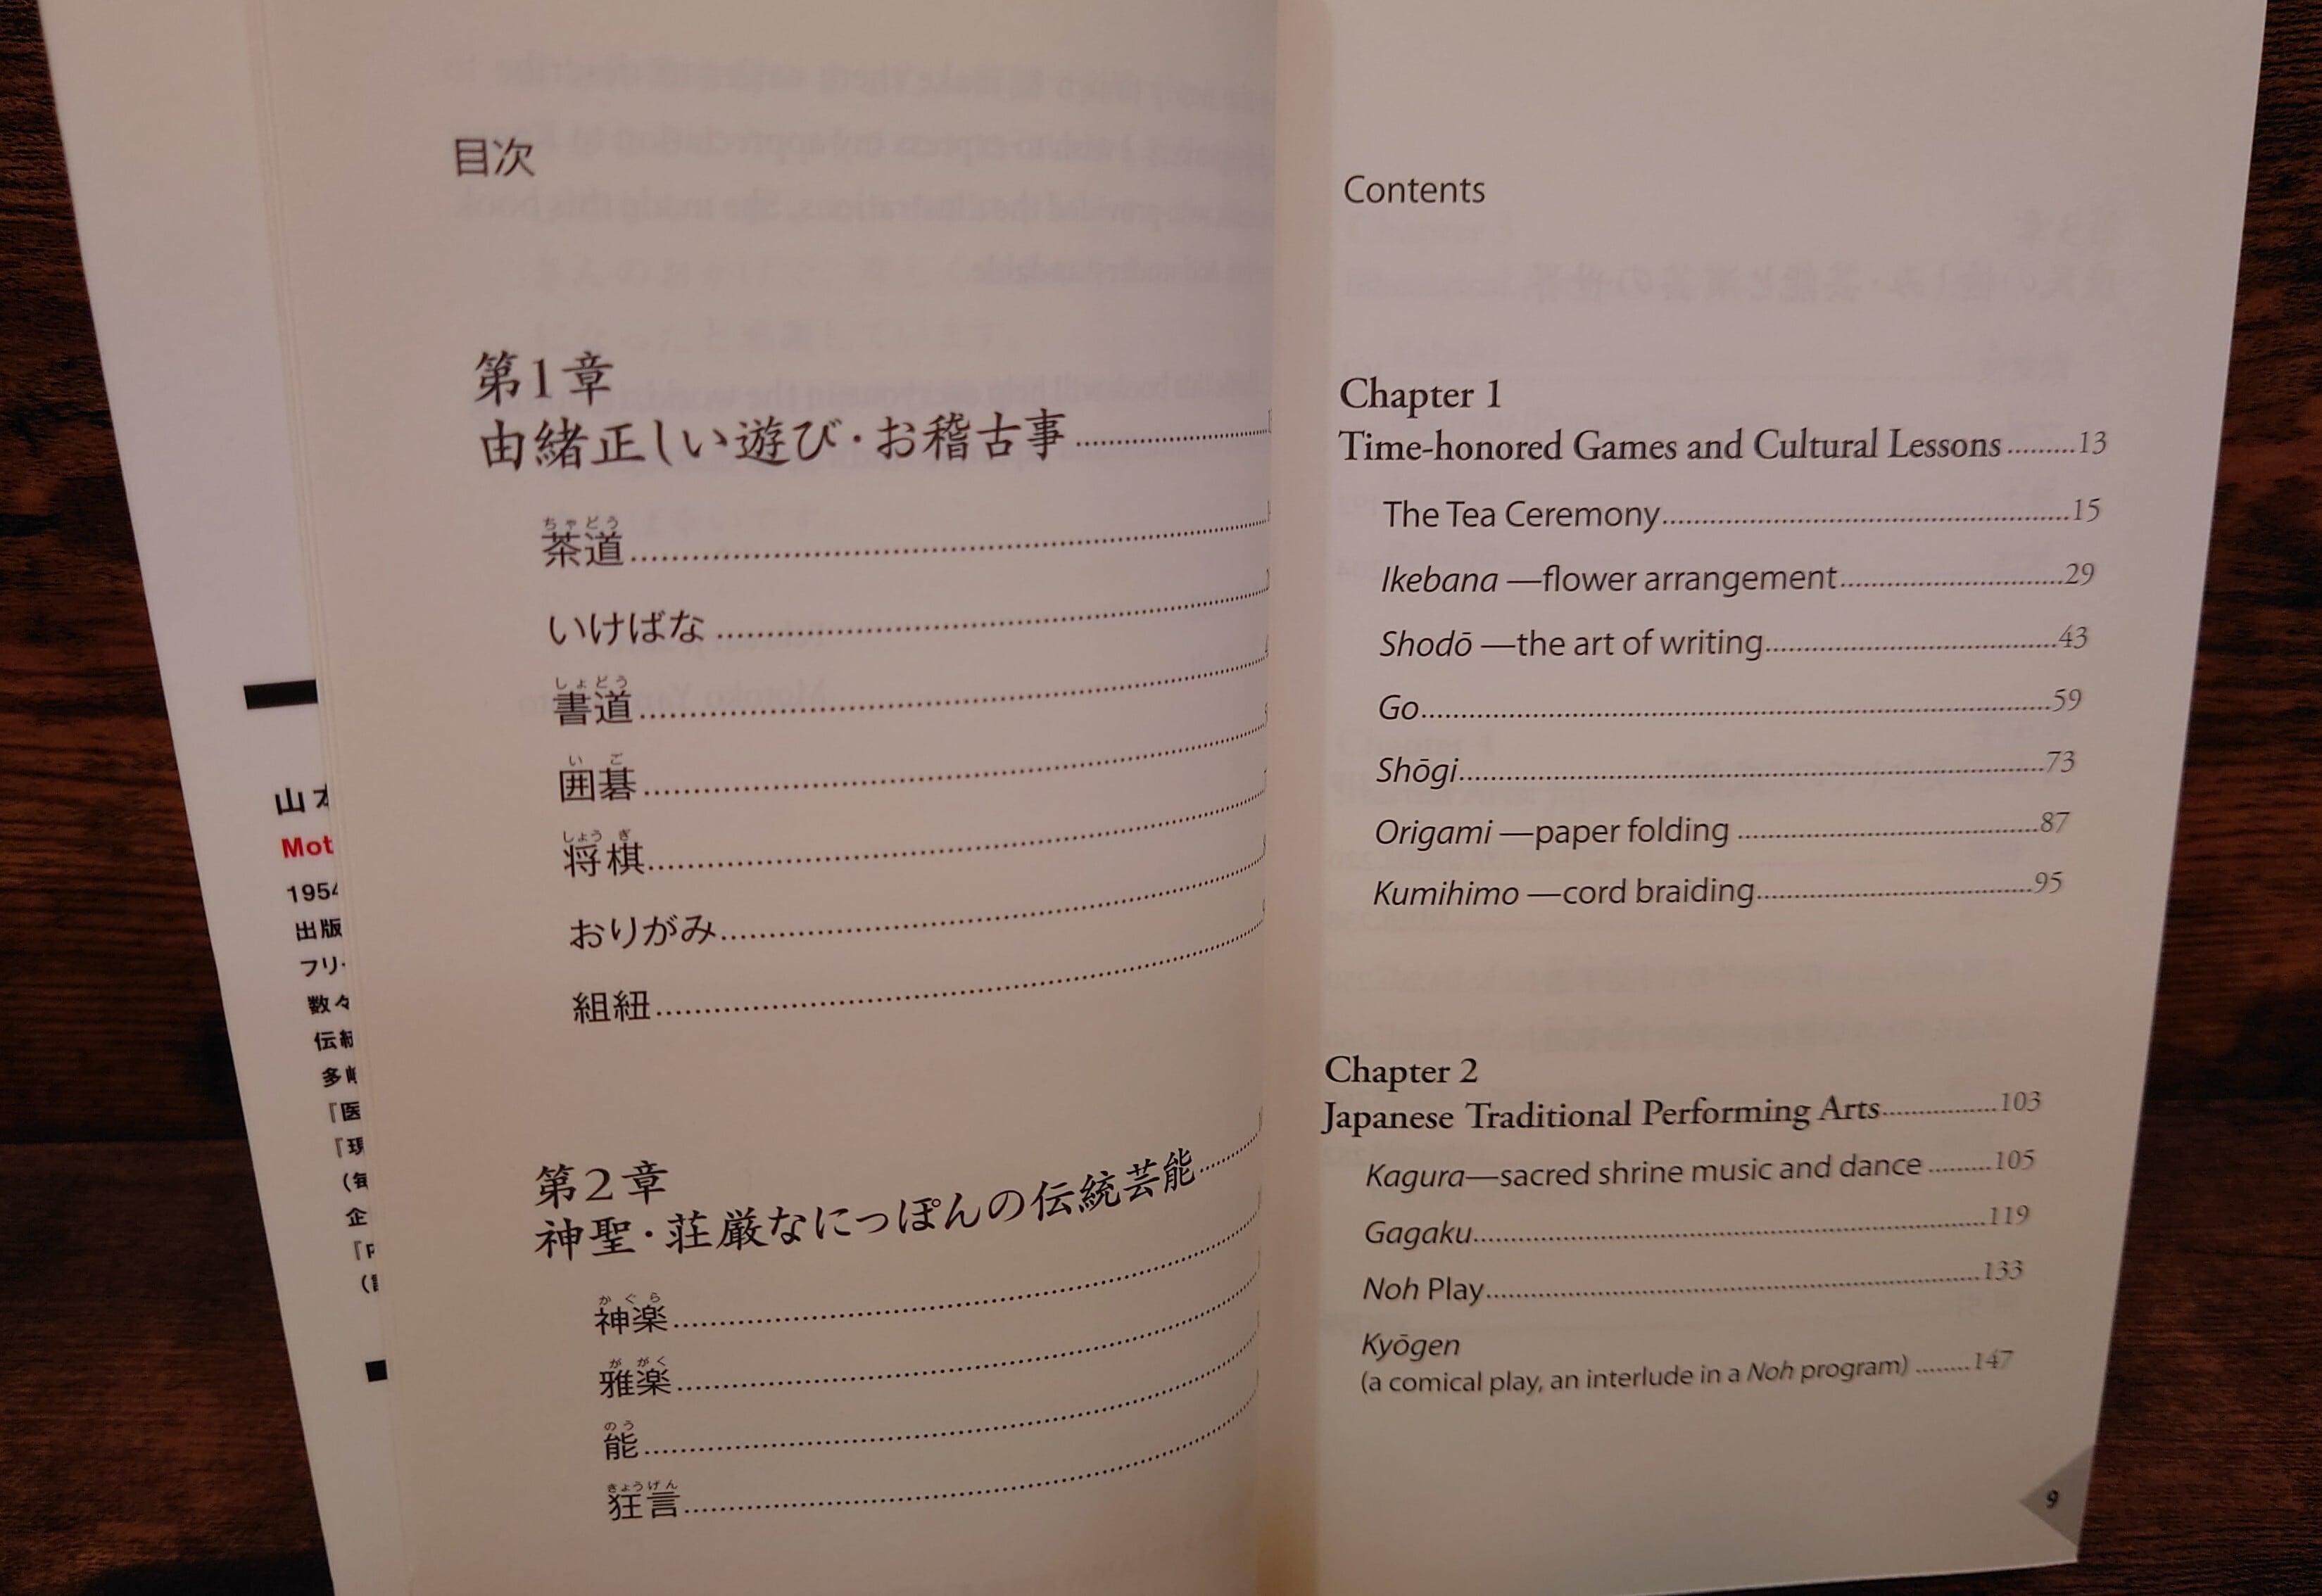 目次
第1章
由緒正しい遊び・お稽古事
ちゃどう
茶道
いけばな
しょどう
書道
いご
囲碁
しょうぎ
将棋
おりがみ
組紐
第2章
神聖・荘厳なにっぽんの伝統芸能
かぐら
神楽
ががく
雅楽
のう
能
きょうげん
狂言
Contents
Chapter 1
Time-honored Games and Cultural Lessons.........13
The Tea Ceremony..........15
Ikebana —flower arrangement..........29
Shodō —the art of writing..........43
Go..........59
Shōgi..........73
Origami —paper folding..........87
Kumihimo —cord braiding..........95
Chapter 2
Japanese Traditional Performing Arts..........103
Kagura—sacred shrine music and dance.........105
Gagaku..........119
Noh Play..........133
Kyōgen
(a comical play, an interlude in a Noh program)........147
9
山
Mot
195
出版
フリ
数々
伝
多
『医
『現
企